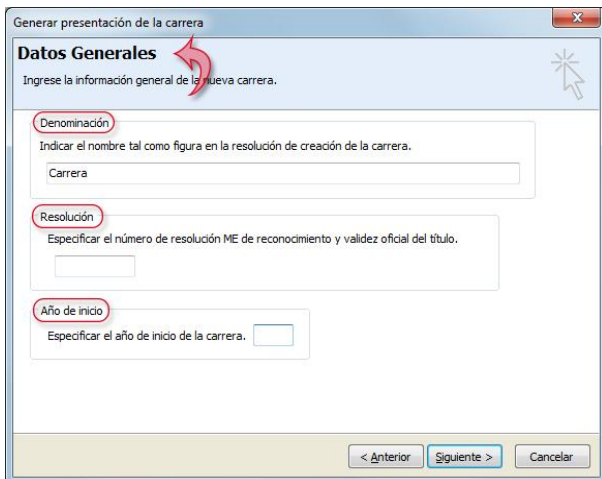 Generar presentación de la carrera
Datos Generales
Ingrese la información general de la nueva carrera.
Denominación
Indicar el nombre tal como figura en la resolución de creación de la carrera.
Carrera
Resolución
Especificar el número de resolución ME de reconocimiento y validez oficial del título.
Año de inicio
Especificar el año de inicio de la carrera.
< Anterior Siguiente > Cancelar